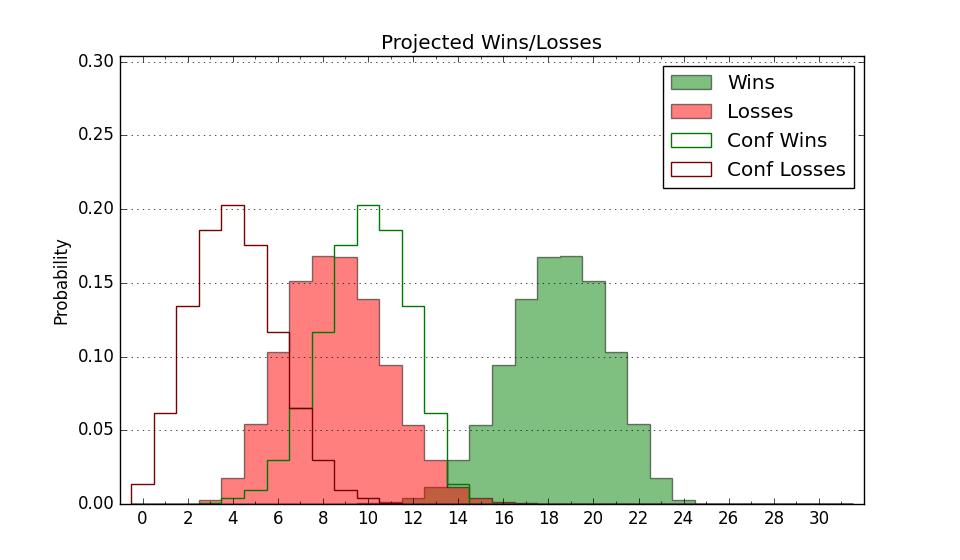 Projected Wins/Losses
Probability
0.30
0.25
0.20
0.15
0.10
0.05
0.00
0 2 4 6 8 10 12 14 16 18 20 22 24 26 28 30
Wins
Losses
Conf Wins
Conf Losses